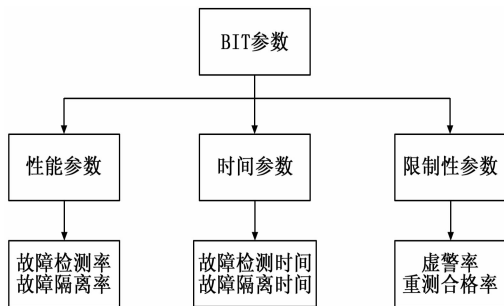 BIT参数
性能参数
时间参数
限制性参数
故障检测率
故障隔离率
故障检测时间
故障隔离时间
虚警率
重测合格率